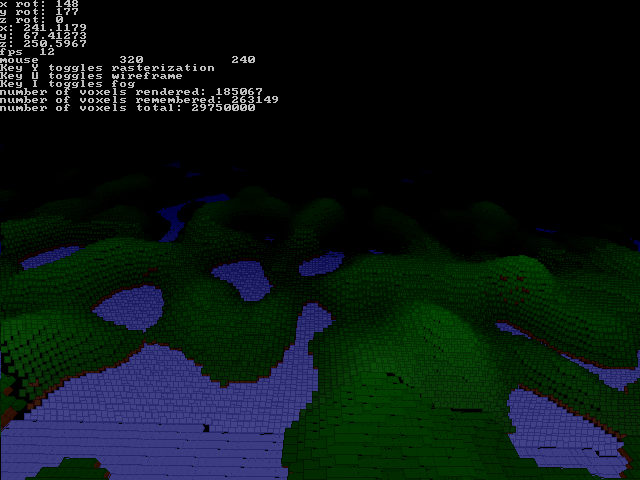 x rot: 148
y rot: 177
z rot: 0
x: 241.1179
y: 67.41273
z: 250.5967
fps 12
mouse 320 240
Key Y toggles rasterization
Key U toggles wireframe
Key I toggles fog
number of voxels rendered: 185067
number of voxels remembered: 263149
number of voxels total: 29750000